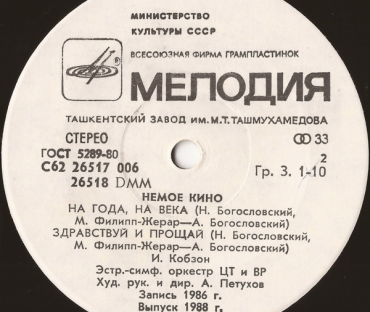 МИНИСТЕРСТВО
КУЛЬТУРЫ СССР
ВСЕСОЮЗНАЯ ФИРМА ГРАМПЛАСТИНОК
МЕЛОДИЯ
ТАШКЕНТСКИЙ ЗАВОД ИМ. М.Т. ТАШМУХАМЕДОВА
СТЕРЕО 33
ГОСТ 5289-80 2
С62 26517 006 Гр. 3. 1-10
26518 DMM
НЕМОЕ КИНО
НА ГОДА, НА ВЕКА (Н. Богословский,
М. Филипп-Жерар—А. Богословский)
ЗДРАВСТВУЙ И ПРОЩАЙ (Н. Богословский,
М. Филипп-Жерар—А. Богословский)
И. Кобзон
Эстр.-симф. оркестр ЦТ и ВР
Худ. рук. и дир. А. Петухов
Запись 1986 г.
Выпуск 1988 г.